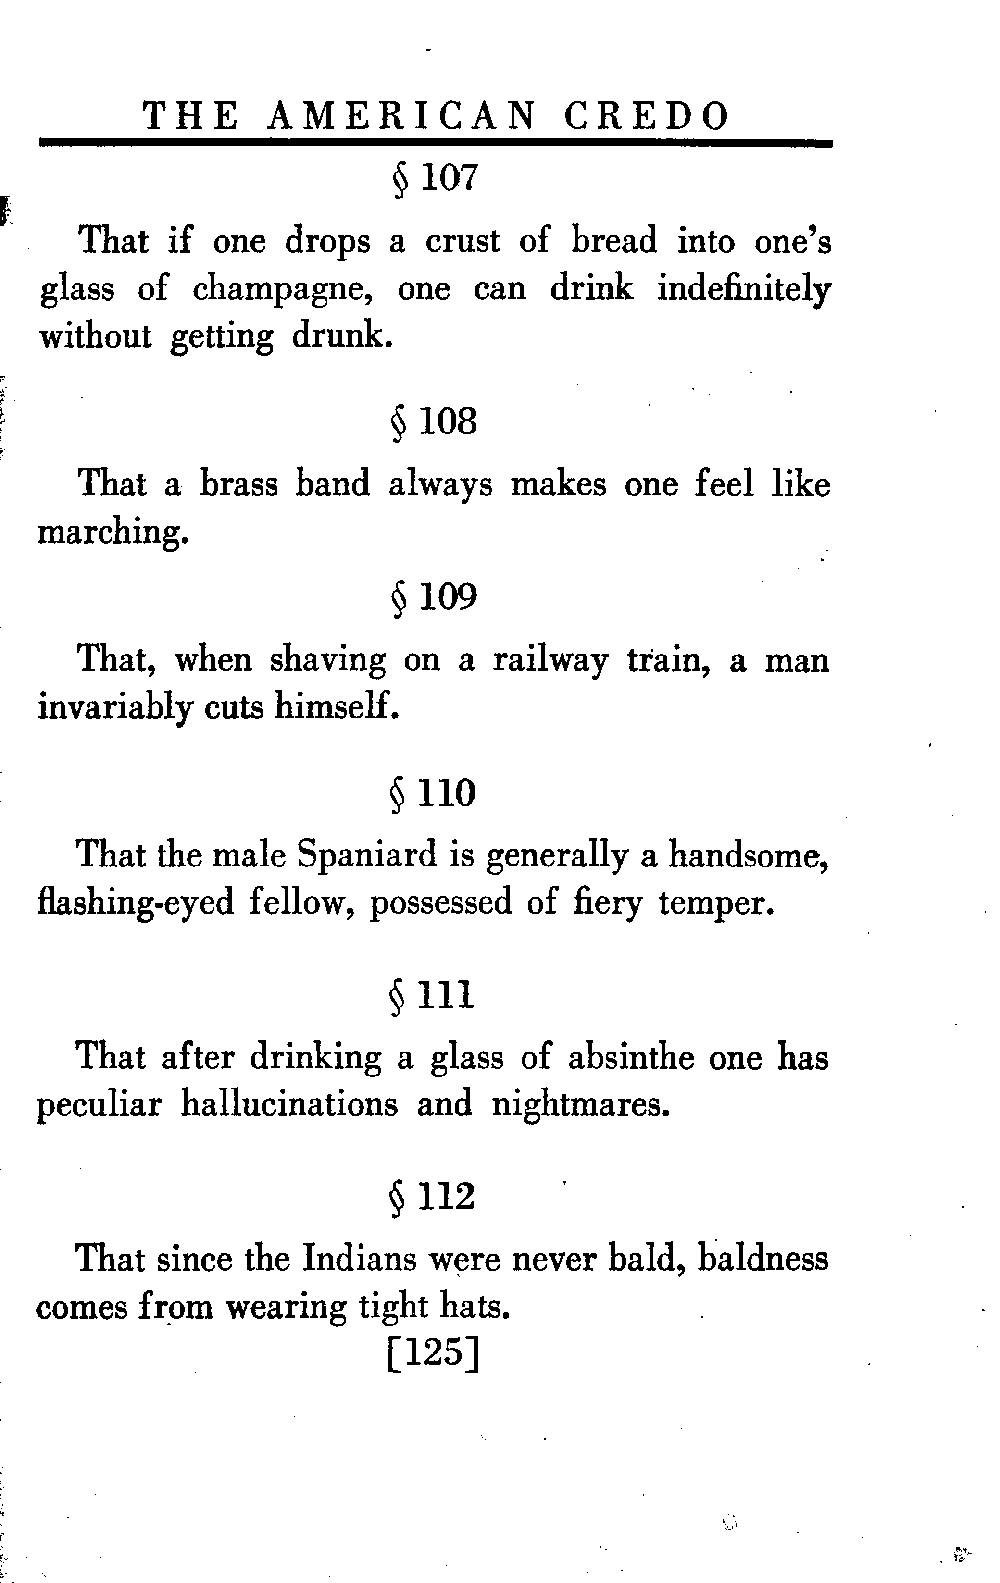 THE AMERICAN CREDO
§ 107
That if one drops a crust of bread into one's
glass of champagne, one can drink indefinitely
without getting drunk.
§ 108
That a brass band always makes one feel like
marching.
§ 109
That, when shaving on a railway train, a man
invariably cuts himself.
§ 110
That the male Spaniard is generally a handsome,
flashing-eyed fellow, possessed of fiery temper.
§ 111
That after drinking a glass of absinthe one has
peculiar hallucinations and nightmares.
§ 112
That since the Indians were never bald, baldness
comes from wearing tight hats.
[125]